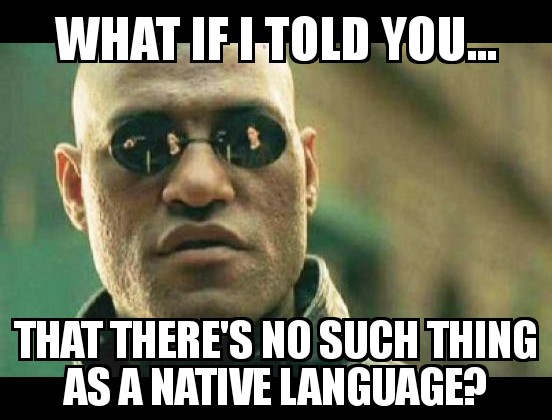 WHAT IF I TOLD YOU...
THAT THERE'S NO SUCH THING
AS A NATIVE LANGUAGE?